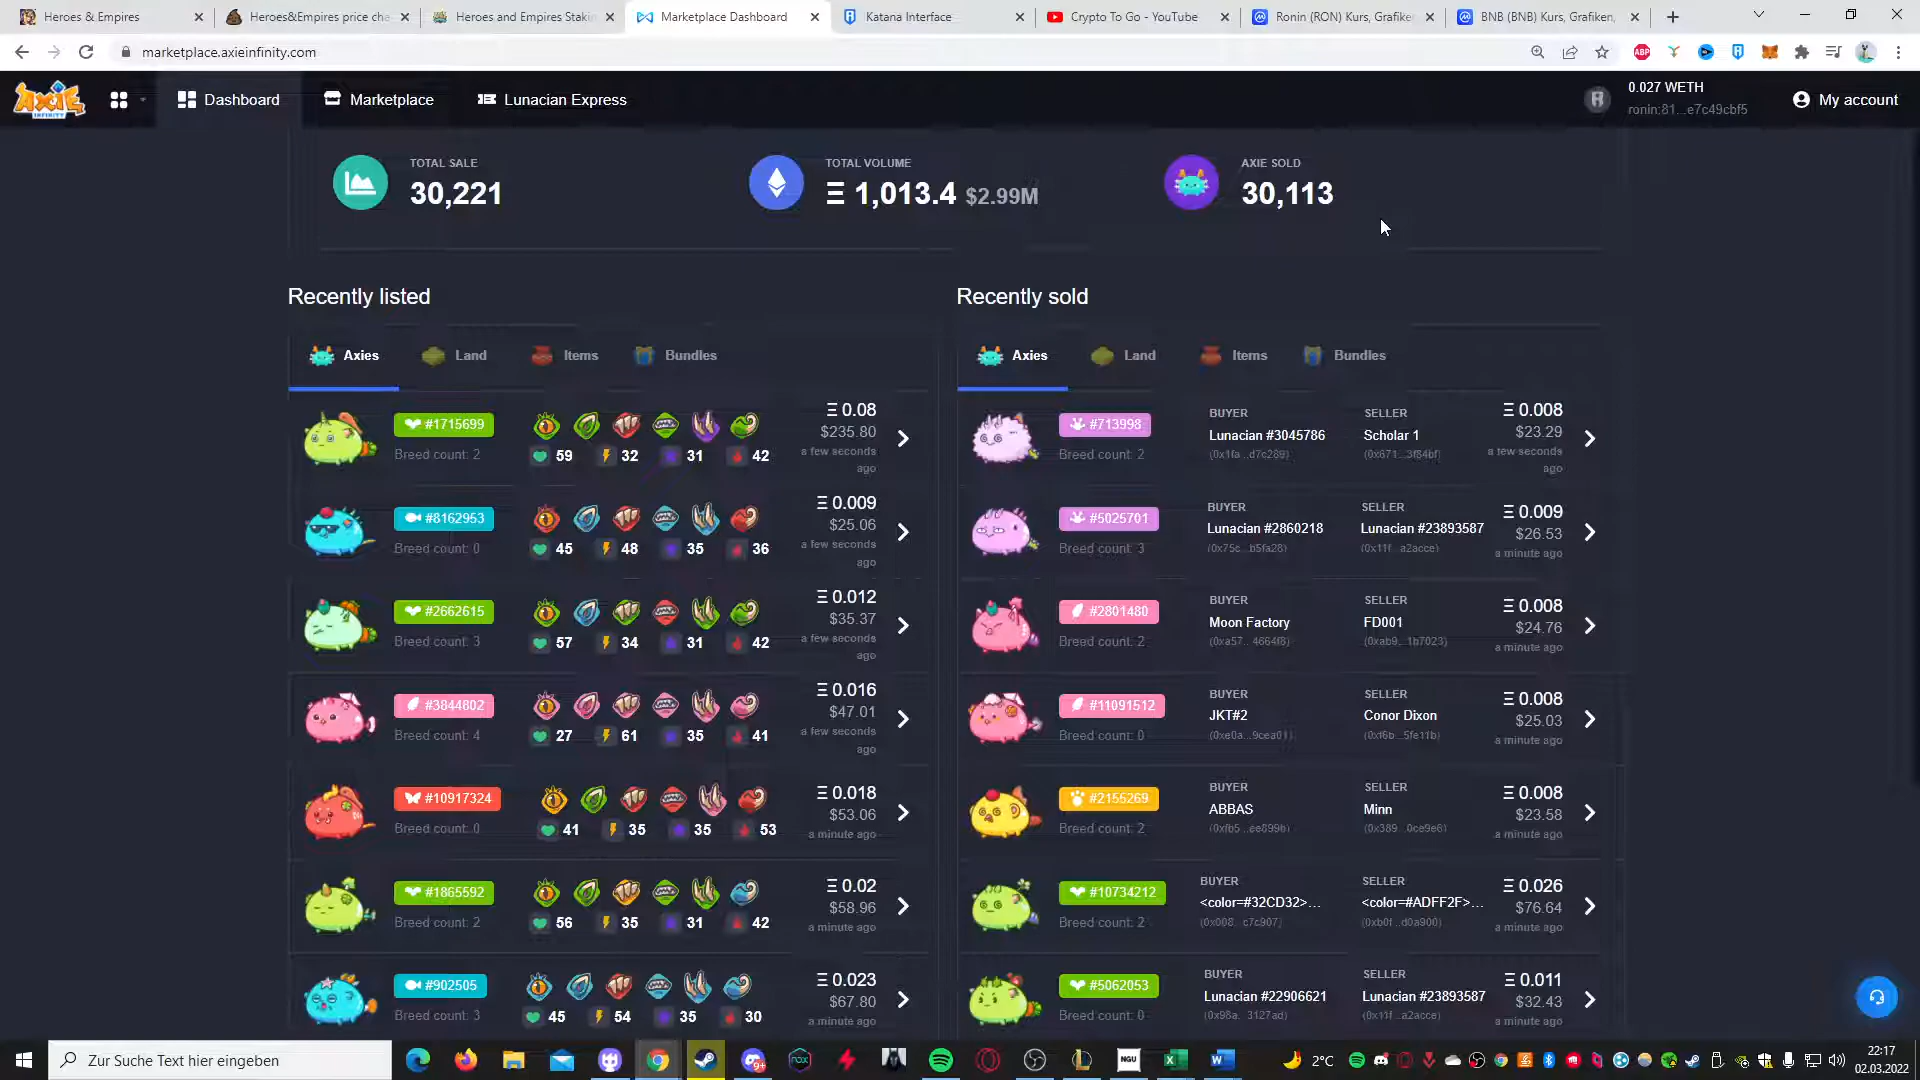 Heroes & Empires
Heroes&Empires price cha
Heroes and Empires Stakin
Marketplace Dashboard
Katana Interface
Crypto To Go - YouTube
Ronin (RON) Kurs, Grafiken
BNB (BNB) Kurs, Grafiken,
marketplace.axieinfinity.com
ABP
AXIE
INFINITY
Dashboard
Marketplace
Lunacian Express
0.027 WETH
ronin:81...e7c49cbf5
My account
TOTAL SALE
30,221
TOTAL VOLUME
Ξ 1,013.4 $2.99M
AXIE SOLD
30,113
Recently listed
Axies
Land
Items
Bundles
#1715699
Breed count: 2
59 32 31 42
Ξ 0.08
$235.80
a few seconds
ago
#8162953
Breed count: 0
45 48 35 36
Ξ 0.009
$25.06
a few seconds
ago
#2662615
Breed count: 3
57 34 31 42
Ξ 0.012
$35.37
a few seconds
ago
#3844802
Breed count: 4
27 61 35 41
Ξ 0.016
$47.01
a few seconds
ago
#10917324
Breed count: 0
41 35 35 53
Ξ 0.018
$53.06
a minute ago
#1865592
Breed count: 2
56 35 31 42
Ξ 0.02
$58.96
a minute ago
#902505
Breed count: 3
45 54 35 30
Ξ 0.023
$67.80
a minute ago
Recently sold
Axies
Land
Items
Bundles
#713998
Breed count: 2
BUYER
Lunacian #3045786
(0x1fa...d7c289)
SELLER
Scholar 1
(0x671...3f84bf)
Ξ 0.008
$23.29
a few seconds
ago
#5025701
Breed count: 3
BUYER
Lunacian #2860218
(0x75c...b5fa28)
SELLER
Lunacian #23893587
(0x11f...a2acce)
Ξ 0.009
$26.53
a minute ago
#2801480
Breed count: 2
BUYER
Moon Factory
(0xa57...4664f8)
SELLER
FD001
(0xab9...1b7023)
Ξ 0.008
$24.76
a minute ago
#11091512
Breed count: 0
BUYER
JKT#2
(0xe0a...9cea01)
SELLER
Conor Dixon
(0xf6b...5fe11b)
Ξ 0.008
$25.03
a minute ago
#2155269
Breed count: 2
BUYER
ABBAS
(0xfb5...ee899b)
SELLER
Minn
(0x389...0ce9e6)
Ξ 0.008
$23.58
a minute ago
#10734212
Breed count: 2
BUYER
<color=#32CD32>...
(0x008...c7c907)
SELLER
<color=#ADFF2F>...
(0xb0f...d0a900)
Ξ 0.026
$76.64
a minute ago
#5062053
Breed count: 0
BUYER
Lunacian #22906621
(0x98a...3127ad)
SELLER
Lunacian #23893587
(0x11f...a2acce)
Ξ 0.011
$32.43
a minute ago
Zur Suche Text hier eingeben
9+
NGU
2°C
22:17
02.03.2022